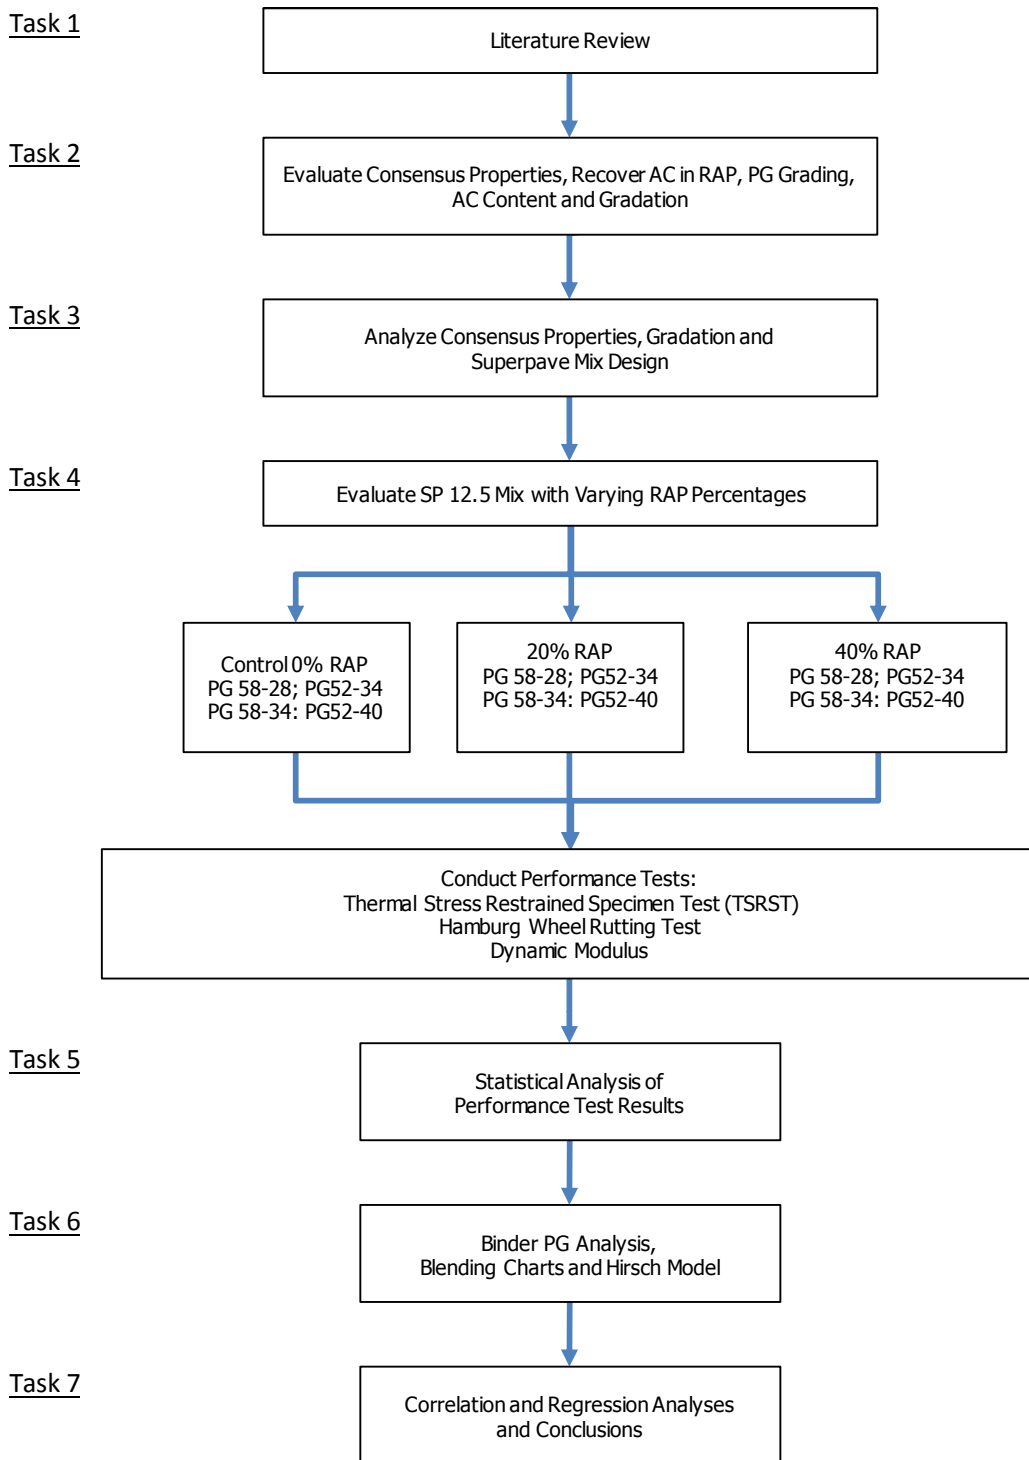 Task 1
Literature Review
Task 2
Evaluate Consensus Properties, Recover AC in RAP, PG Grading,
AC Content and Gradation
Task 3
Analyze Consensus Properties, Gradation and
Superpave Mix Design
Task 4
Evaluate SP 12.5 Mix with Varying RAP Percentages
Control 0% RAP
PG 58-28; PG52-34
PG 58-34: PG52-40
20% RAP
PG 58-28; PG52-34
PG 58-34: PG52-40
40% RAP
PG 58-28; PG52-34
PG 58-34: PG52-40
Conduct Performance Tests:
Thermal Stress Restrained Specimen Test (TSRST)
Hamburg Wheel Rutting Test
Dynamic Modulus
Task 5
Statistical Analysis of
Performance Test Results
Task 6
Binder PG Analysis,
Blending Charts and Hirsch Model
Task 7
Correlation and Regression Analyses
and Conclusions